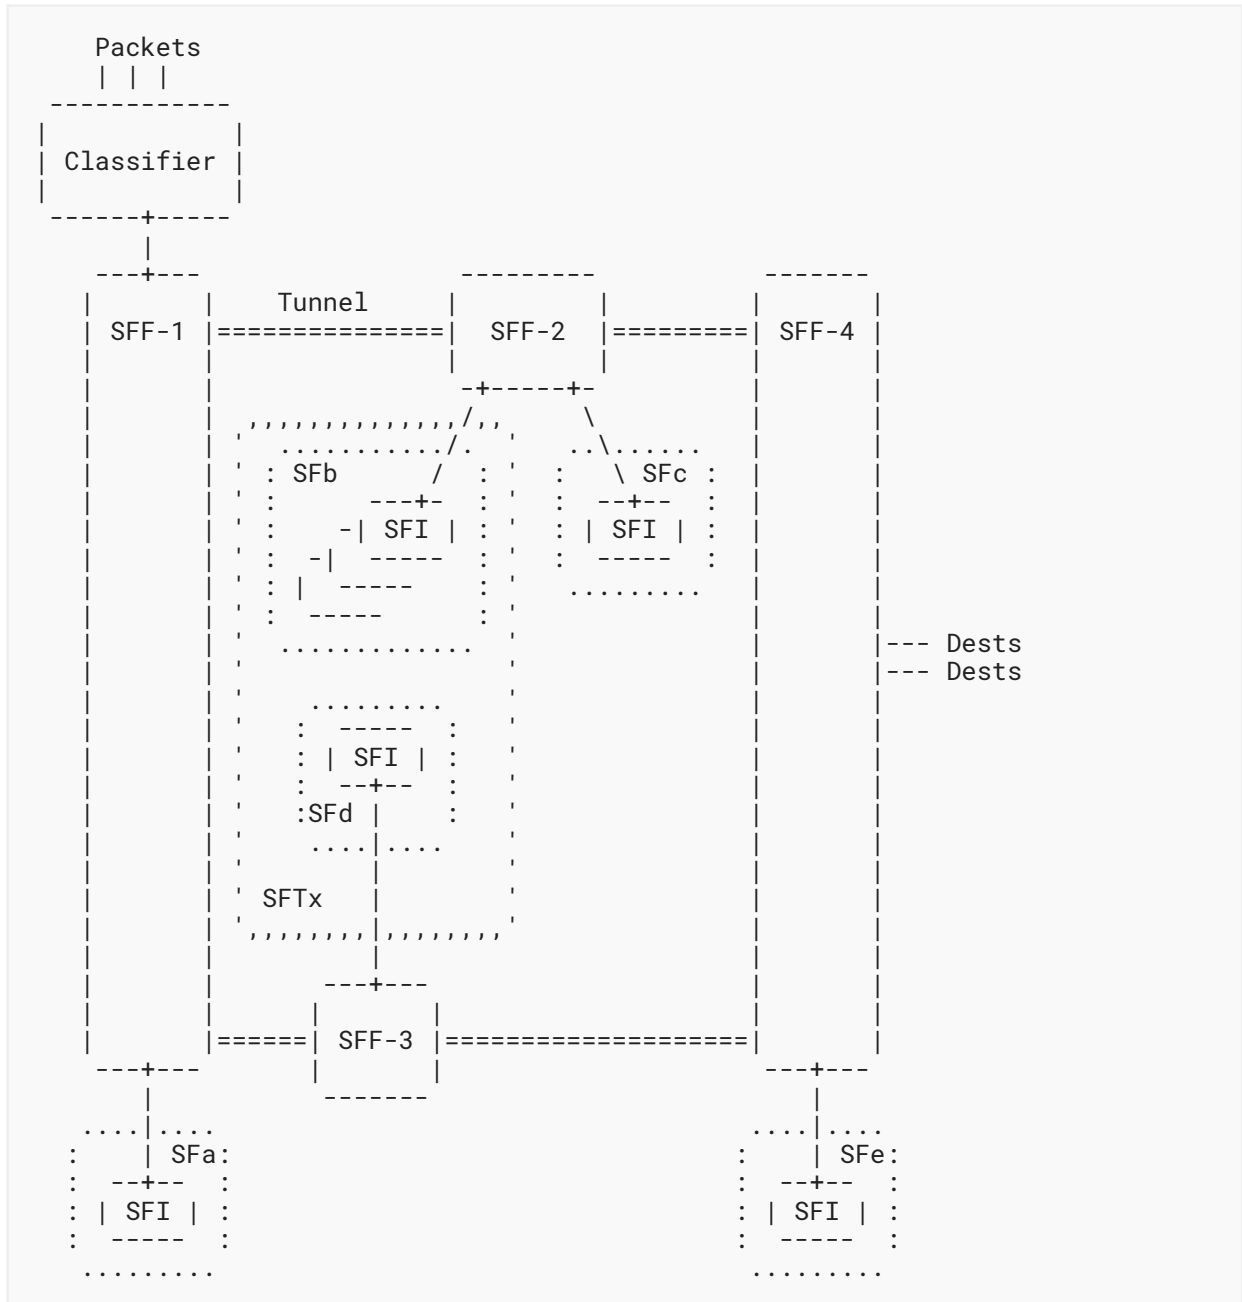 Packets
Classifier
Tunnel
SFF-1 SFF-2 SFF-4
SFb SFc
SFI SFI
Dests
Dests
SFI
SFd
SFTx
SFF-3
SFa SFe
SFI SFI